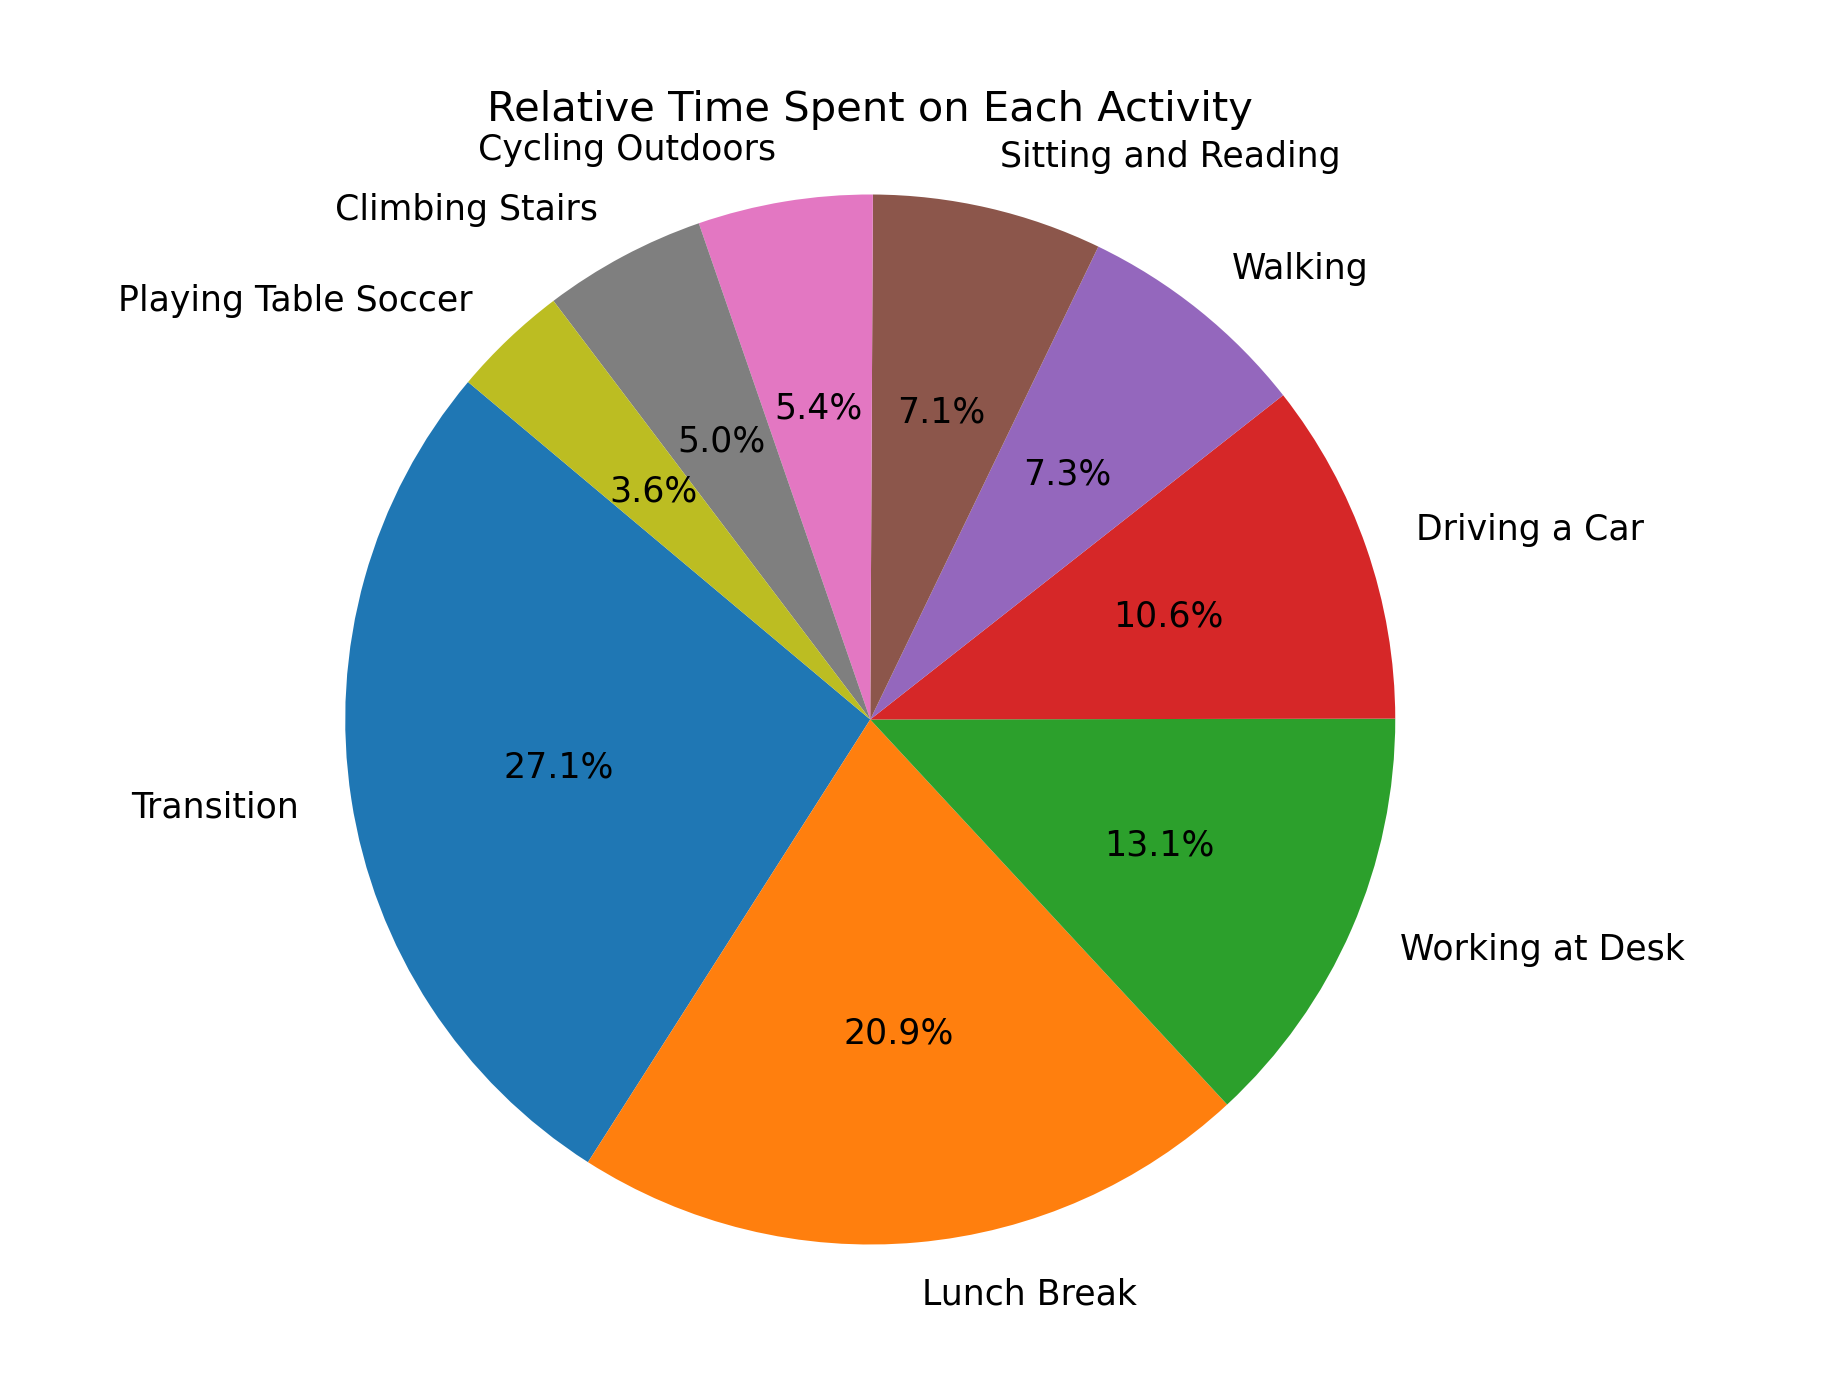 Relative Time Spent on Each Activity
Cycling Outdoors
Sitting and Reading
Climbing Stairs
Walking
Playing Table Soccer
5.4%
7.1%
5.0%
7.3%
3.6%
Driving a Car
10.6%
27.1%
Transition
13.1%
Working at Desk
20.9%
Lunch Break